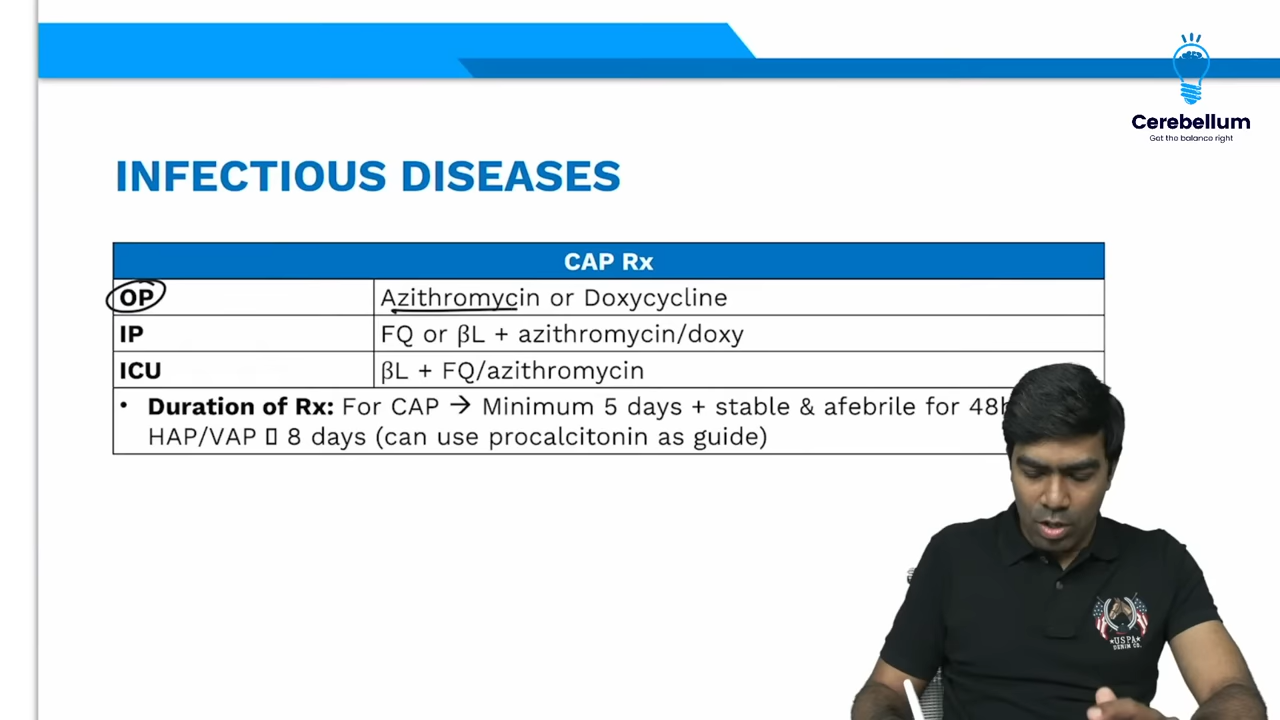 Cerebellum
Get the balance right
INFECTIOUS DISEASES
CAP Rx
OP Azithromycin or Doxycycline
IP FQ or βL + azithromycin/doxy
ICU βL + FQ/azithromycin
• Duration of Rx: For CAP → Minimum 5 days + stable & afebrile for 48h
HAP/VAP ▯ 8 days (can use procalcitonin as guide)
USPA
DENIM CO.